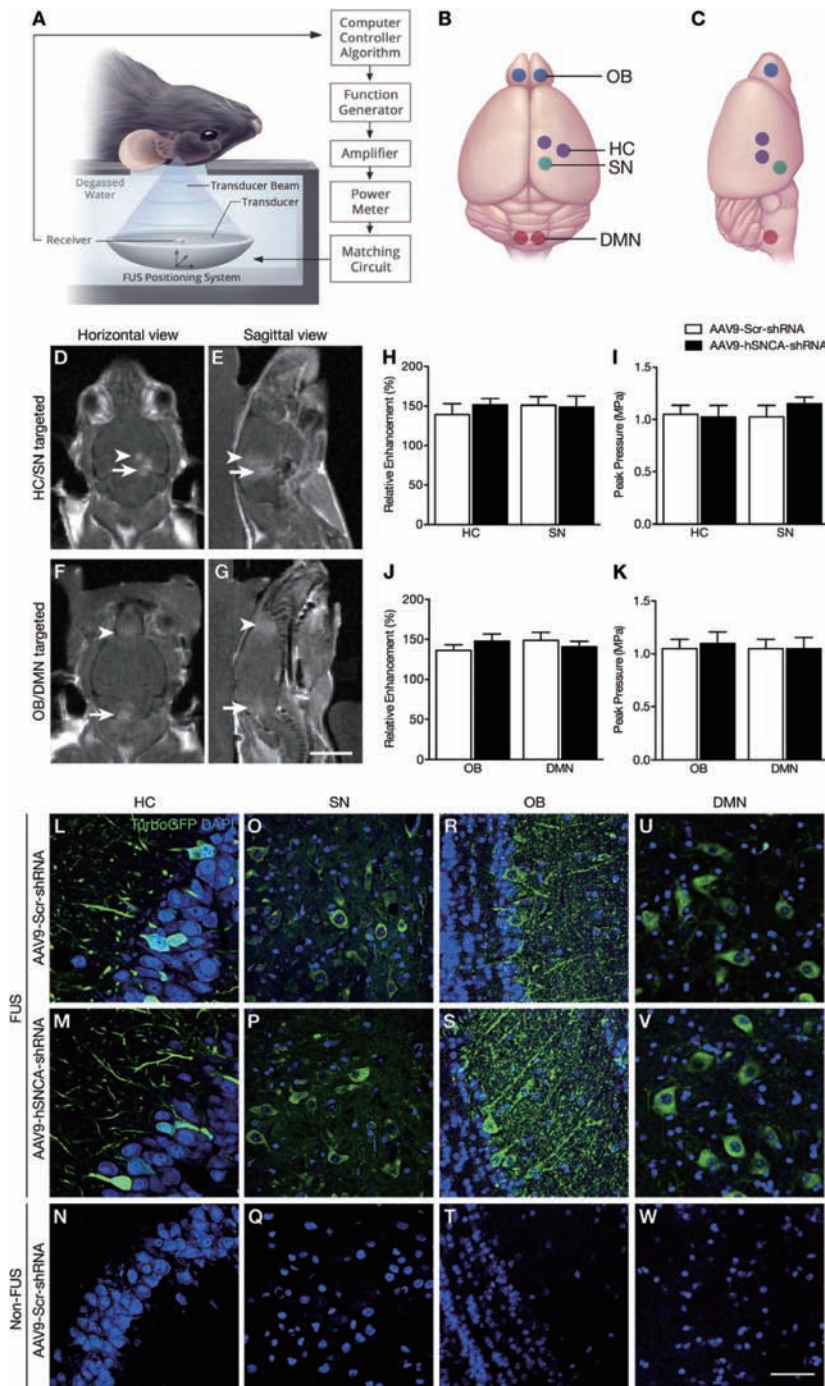 A
Computer
Controller
Algorithm
Function
Generator
Amplifier
Power
Meter
Matching
Circuit
Degassed
Water
Transducer Beam
Transducer
Receiver
FUS Positioning System
B
OB
HC
SN
DMN
C
Horizontal view
Sagittal view
HC/SN targeted
D
E
OB/DMN targeted
F
G
AAV9-Scr-shRNA
AAV9-hSNCA-shRNA
H
Relative Enhancement (%)
200
150
100
50
0
HC
SN
I
Peak Pressure (MPa)
1.5
1.0
0.5
0.0
HC
SN
J
Relative Enhancement (%)
200
150
100
50
0
OB
DMN
K
Peak Pressure (MPa)
1.5
1.0
0.5
0.0
OB
DMN
HC
SN
OB
DMN
FUS
AAV9-Scr-shRNA
L
TurboGFP DAPI
O
R
U
AAV9-hSNCA-shRNA
M
P
S
V
Non-FUS
AAV9-Scr-shRNA
N
Q
T
W